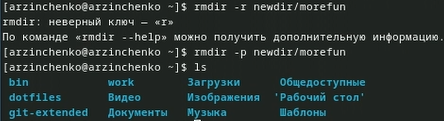 [arzinchenko@arzinchenko ~]$ rmdir -r newdir/morefun
rmdir: неверный ключ — «r»
По команде «rmdir --help» можно получить дополнительную информацию.
[arzinchenko@arzinchenko ~]$ rmdir -p newdir/morefun
[arzinchenko@arzinchenko ~]$ ls
bin work Загрузки Общедоступные
dotfiles Видео Изображения 'Рабочий стол'
git-extended Документы Музыка Шаблоны